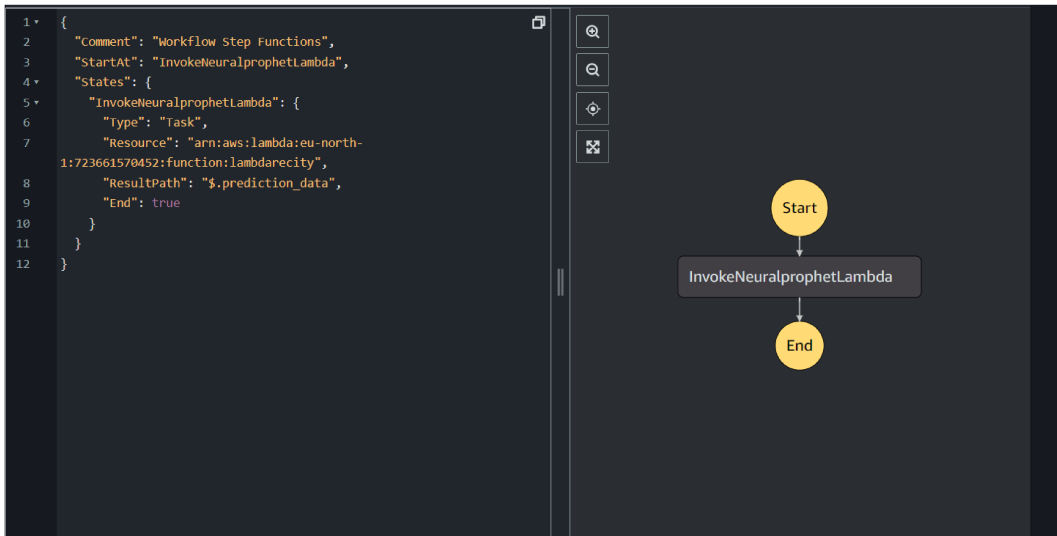 1 {
2 "Comment": "Workflow Step Functions",
3 "StartAt": "InvokeNeuralprophetLambda",
4 "States": {
5 "InvokeNeuralprophetLambda": {
6 "Type": "Task",
7 "Resource": "arn:aws:lambda:eu-north-
1:723661570452:function:lambdarecity",
8 "ResultPath": "$.prediction_data",
9 "End": true
10 }
11 }
12 }
Start
InvokeNeuralprophetLambda
End